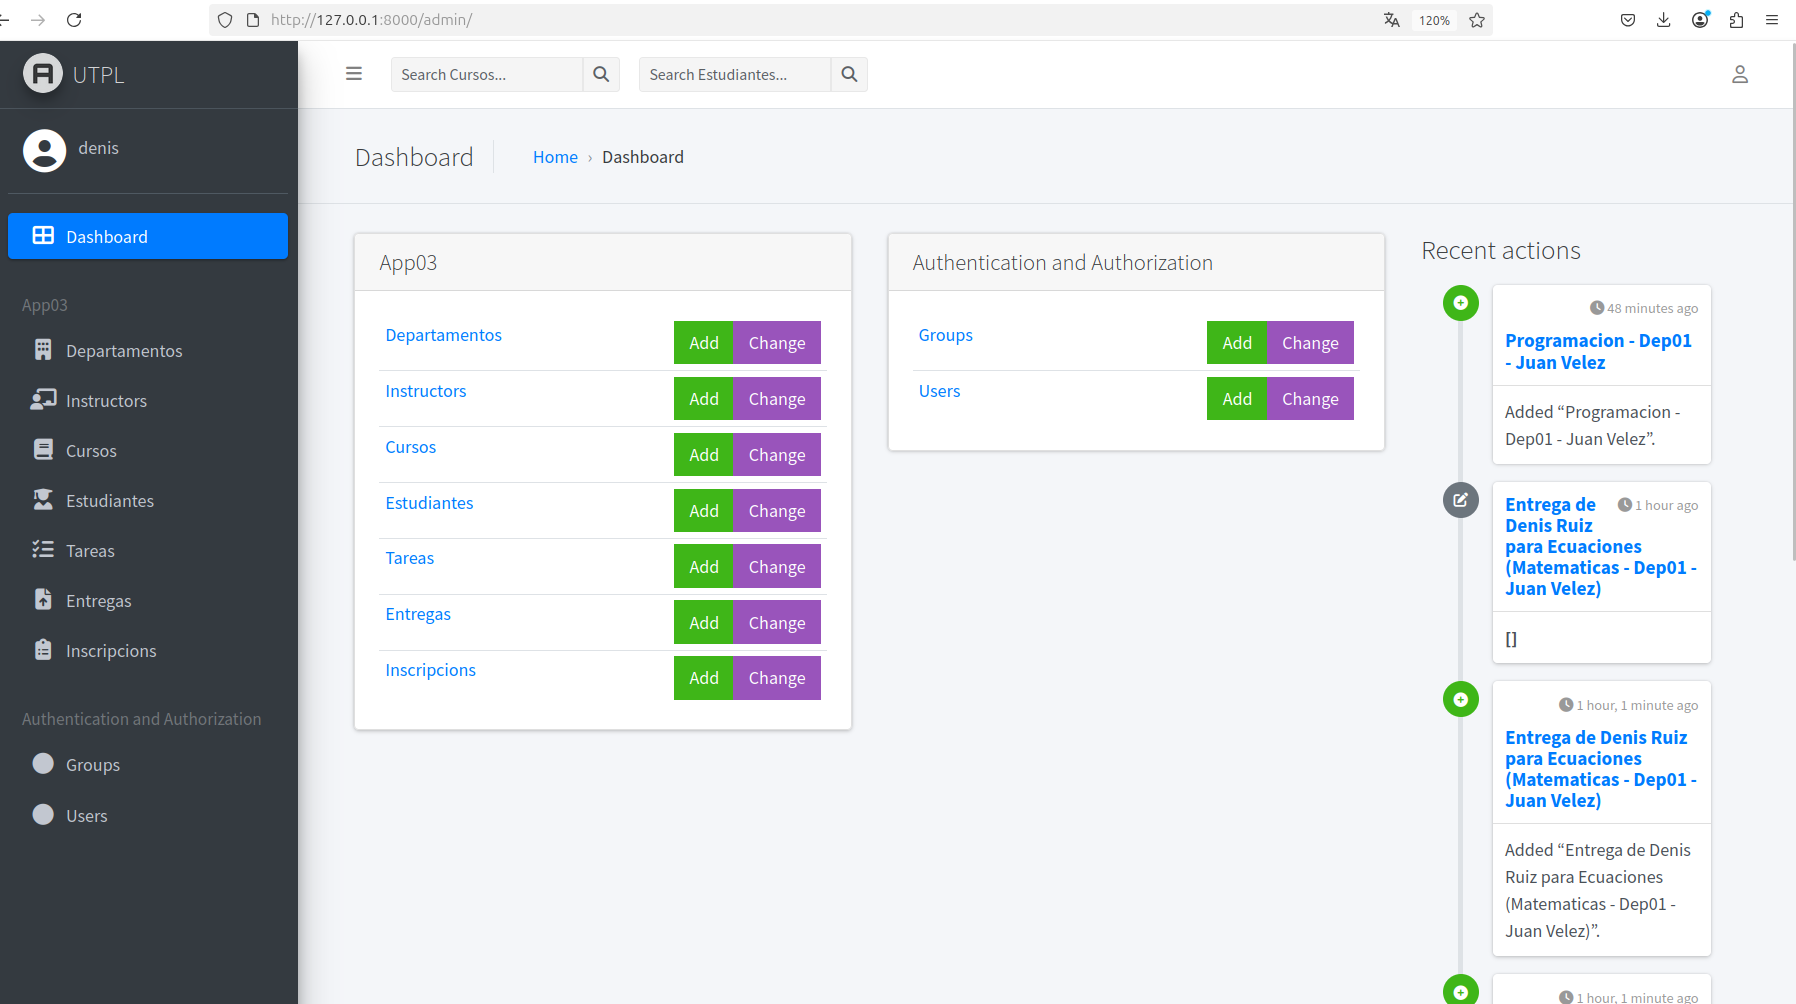 http://127.0.0.1:8000/admin/
120%
UTPL
Search Cursos...
Search Estudiantes...
denis
Dashboard
App03
Departamentos
Instructors
Cursos
Estudiantes
Tareas
Entregas
Inscripcions
Authentication and Authorization
Groups
Users
Dashboard
Home › Dashboard
App03
Departamentos Add Change
Instructors Add Change
Cursos Add Change
Estudiantes Add Change
Tareas Add Change
Entregas Add Change
Inscripcions Add Change
Authentication and Authorization
Groups Add Change
Users Add Change
Recent actions
48 minutes ago
Programacion - Dep01
- Juan Velez
Added “Programacion -
Dep01 - Juan Velez”.
1 hour ago
Entrega de
Denis Ruiz
para Ecuaciones
(Matematicas - Dep01 -
Juan Velez)
[]
1 hour, 1 minute ago
Entrega de Denis Ruiz
para Ecuaciones
(Matematicas - Dep01 -
Juan Velez)
Added “Entrega de Denis
Ruiz para Ecuaciones
(Matematicas - Dep01 -
Juan Velez)”.
1 hour, 1 minute ago